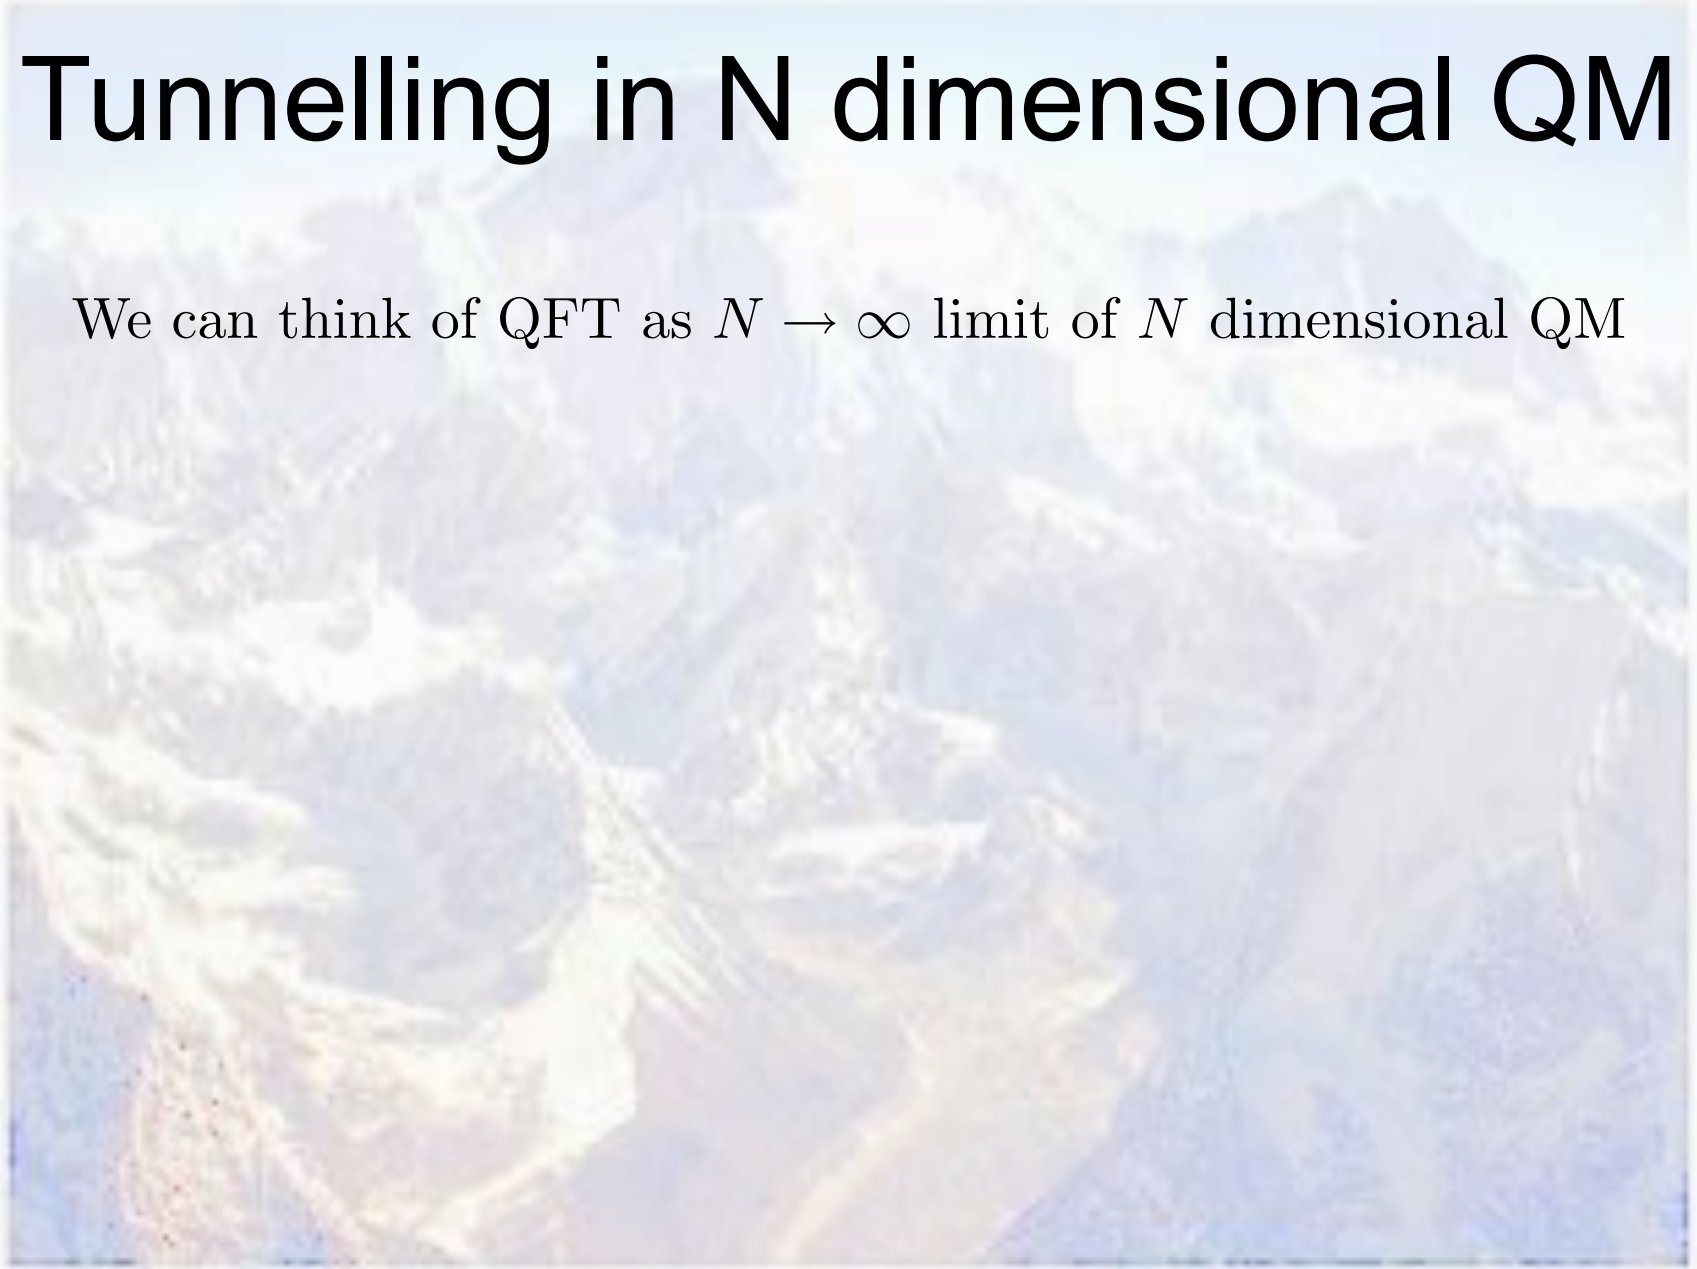 Tunnelling in N dimensional QM
We can think of QFT as N → ∞ limit of N dimensional QM